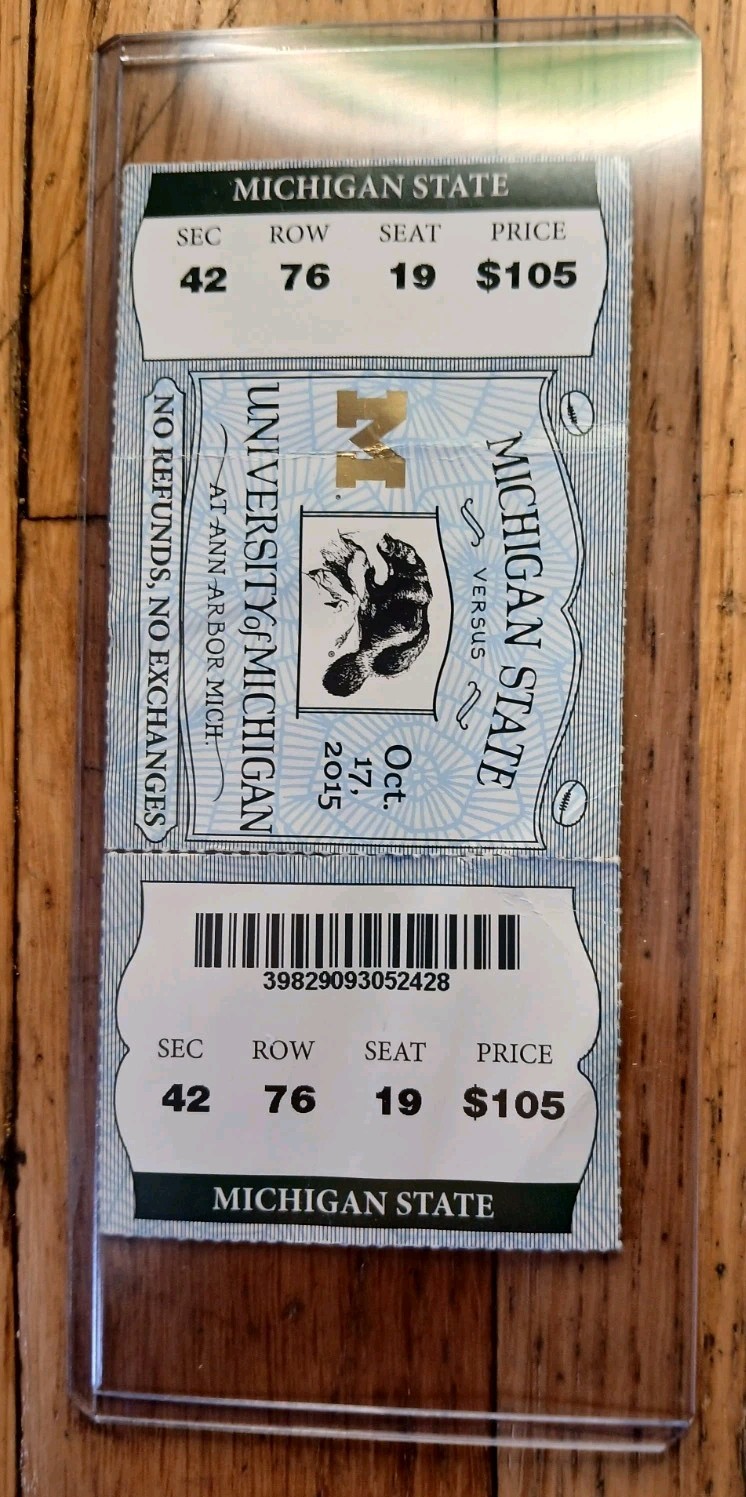 MICHIGAN STATE
SEC ROW SEAT PRICE
42 76 19 $105
MICHIGAN STATE
VERSUS
M
®
Oct.
17,
2015
UNIVERSITY of MICHIGAN
AT ANN ARBOR MICH.
NO REFUNDS, NO EXCHANGES
39829093052428
SEC ROW SEAT PRICE
42 76 19 $105
MICHIGAN STATE